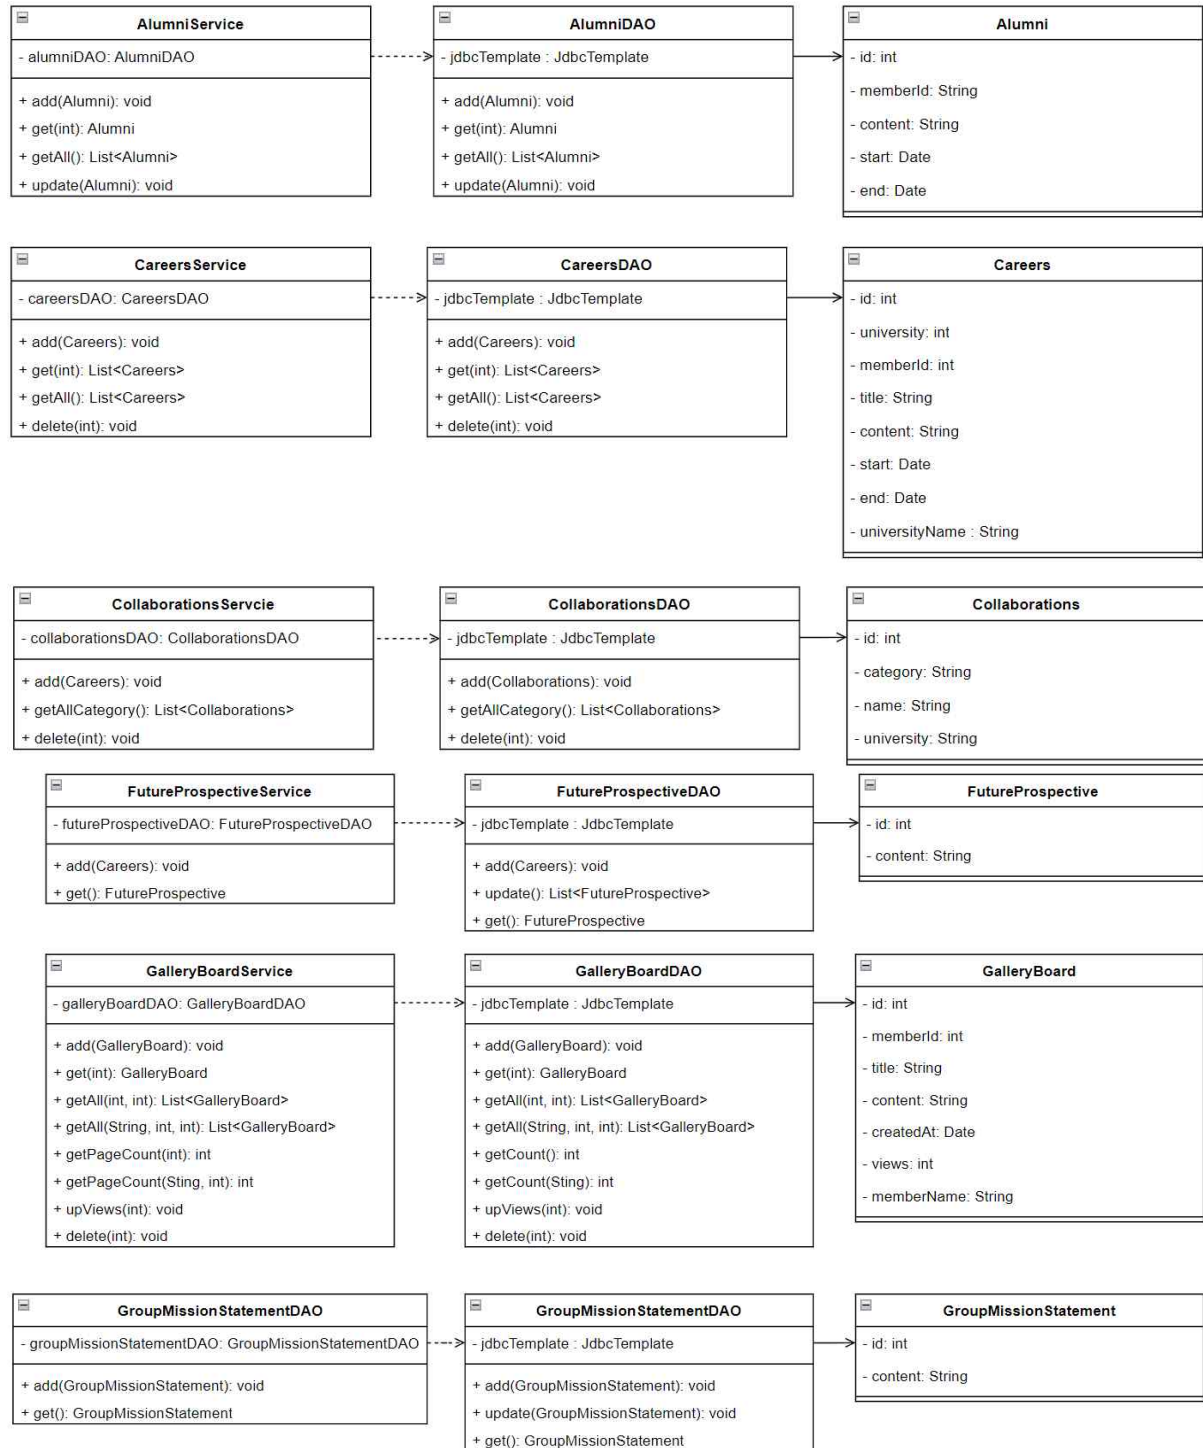 AlumniService
- alumniDAO: AlumniDAO
+ add(Alumni): void
+ get(int): Alumni
+ getAll(): List<Alumni>
+ update(Alumni): void
AlumniDAO
- jdbcTemplate : JdbcTemplate
+ add(Alumni): void
+ get(int): Alumni
+ getAll(): List<Alumni>
+ update(Alumni): void
Alumni
- id: int
- memberId: String
- content: String
- start: Date
- end: Date
CareersService
- careersDAO: CareersDAO
+ add(Careers): void
+ get(int): List<Careers>
+ getAll(): List<Careers>
+ delete(int): void
CareersDAO
- jdbcTemplate : JdbcTemplate
+ add(Careers): void
+ get(int): List<Careers>
+ getAll(): List<Careers>
+ delete(int): void
Careers
- id: int
- university: int
- memberId: int
- title: String
- content: String
- start: Date
- end: Date
- universityName : String
CollaborationsServcie
- collaborationsDAO: CollaborationsDAO
+ add(Careers): void
+ getAllCategory(): List<Collaborations>
+ delete(int): void
CollaborationsDAO
- jdbcTemplate : JdbcTemplate
+ add(Collaborations): void
+ getAllCategory(): List<Collaborations>
+ delete(int): void
Collaborations
- id: int
- category: String
- name: String
- university: String
FutureProspectiveService
- futureProspectiveDAO: FutureProspectiveDAO
+ add(Careers): void
+ get(): FutureProspective
FutureProspectiveDAO
- jdbcTemplate : JdbcTemplate
+ add(Careers): void
+ update(): List<FutureProspective>
+ get(): FutureProspective
FutureProspective
- id: int
- content: String
GalleryBoardService
- galleryBoardDAO: GalleryBoardDAO
+ add(GalleryBoard): void
+ get(int): GalleryBoard
+ getAll(int, int): List<GalleryBoard>
+ getAll(String, int, int): List<GalleryBoard>
+ getPageCount(int): int
+ getPageCount(Sting, int): int
+ upViews(int): void
+ delete(int): void
GalleryBoardDAO
- jdbcTemplate : JdbcTemplate
+ add(GalleryBoard): void
+ get(int): GalleryBoard
+ getAll(int, int): List<GalleryBoard>
+ getAll(String, int, int): List<GalleryBoard>
+ getCount(): int
+ getCount(Sting): int
+ upViews(int): void
+ delete(int): void
GalleryBoard
- id: int
- memberId: int
- title: String
- content: String
- createdAt: Date
- views: int
- memberName: String
GroupMissionStatementDAO
- groupMissionStatementDAO: GroupMissionStatementDAO
+ add(GroupMissionStatement): void
+ get(): GroupMissionStatement
GroupMissionStatementDAO
- jdbcTemplate : JdbcTemplate
+ add(GroupMissionStatement): void
+ update(GroupMissionStatement): void
+ get(): GroupMissionStatement
GroupMissionStatement
- id: int
- content: String